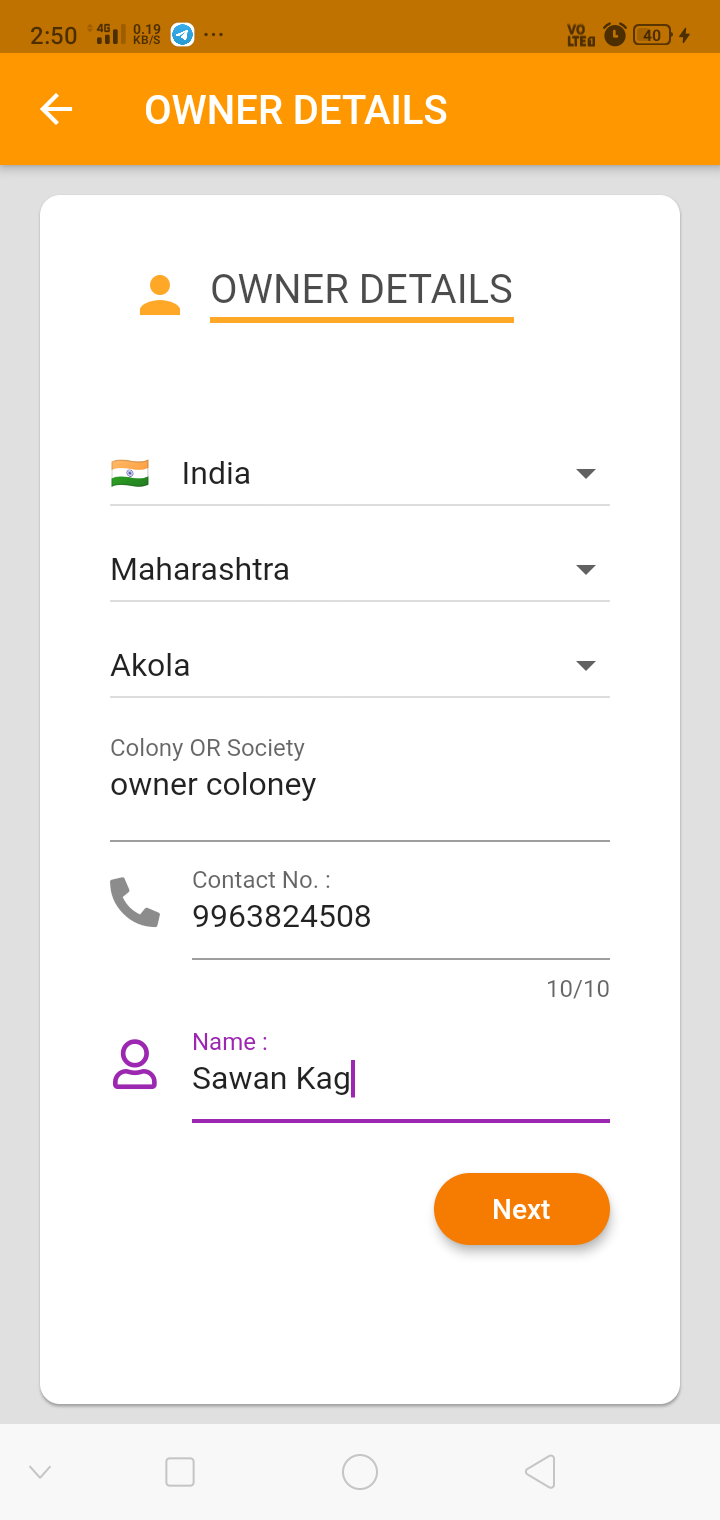 2:50 4G 0.19 KB/S ... VO LTE1 40
OWNER DETAILS
OWNER DETAILS
India
Maharashtra
Akola
Colony OR Society
owner coloney
Contact No. :
9963824508
10/10
Name :
Sawan Kag
Next